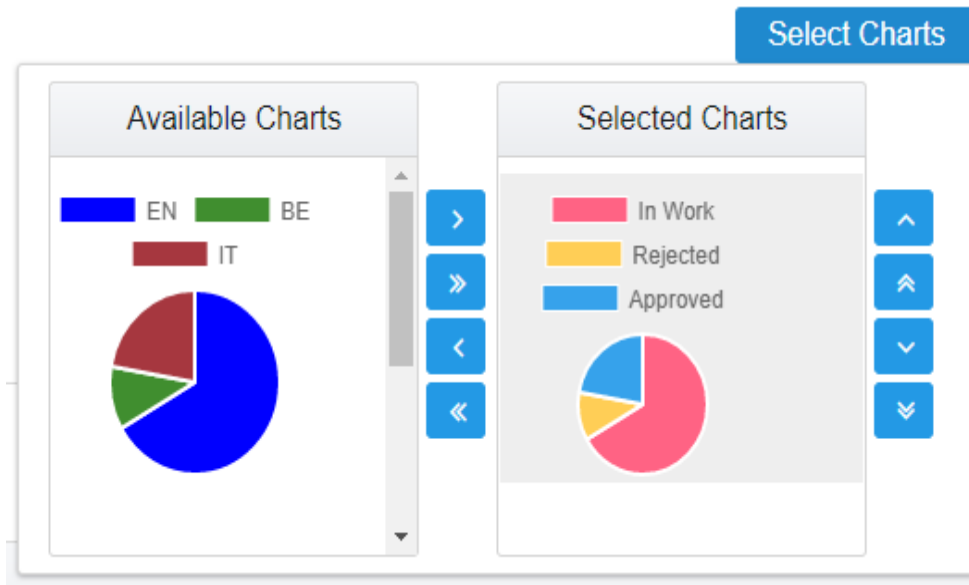 Select Charts
Available Charts
EN BE
IT
Selected Charts
In Work
Rejected
Approved